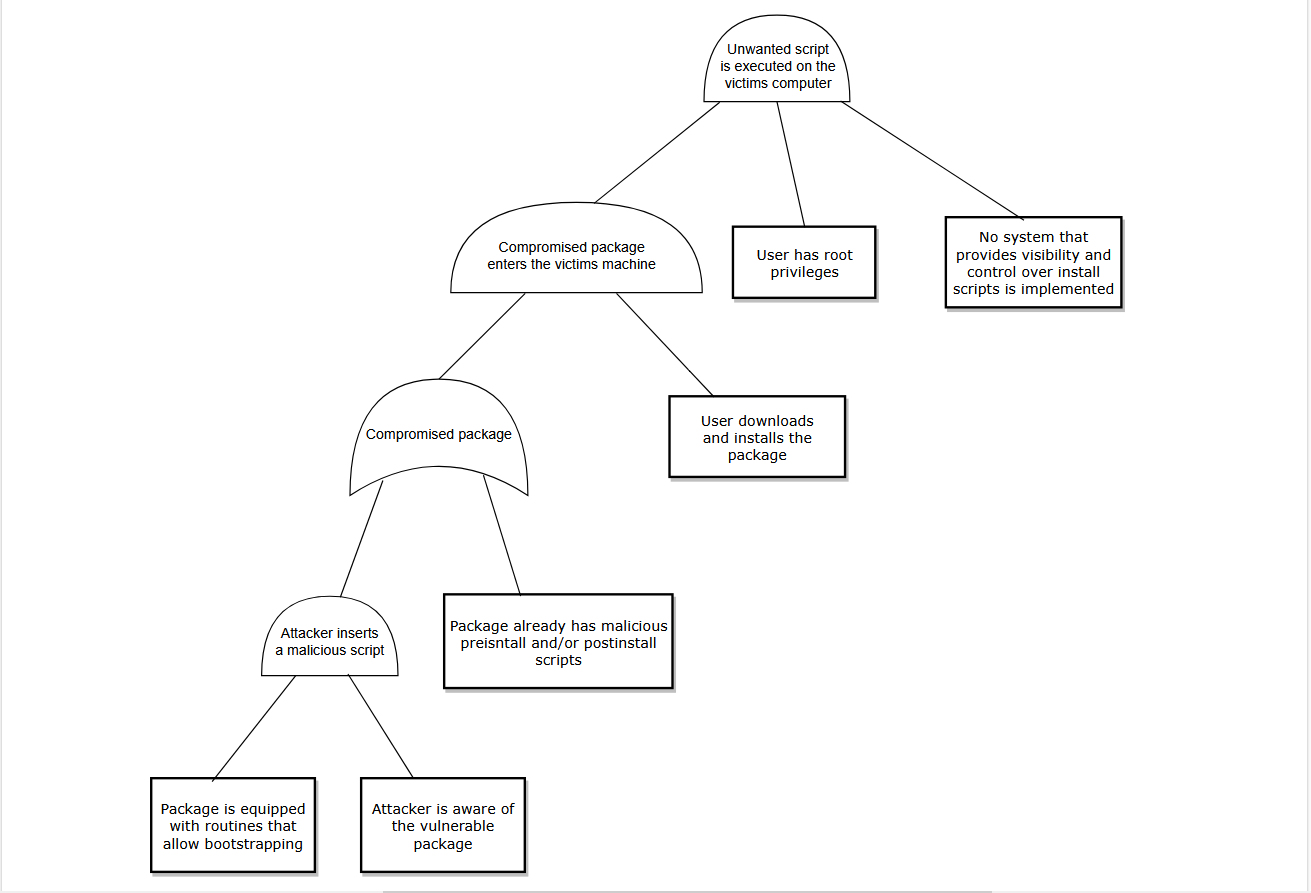 Unwanted script
is executed on the
victims computer
Compromised package
enters the victims machine
User has root
privileges
No system that
provides visibility and
control over install
scripts is implemented
Compromised package
User downloads
and installs the
package
Attacker inserts
a malicious script
Package already has malicious
preisntall and/or postinstall
scripts
Package is equipped
with routines that
allow bootstrapping
Attacker is aware of
the vulnerable
package